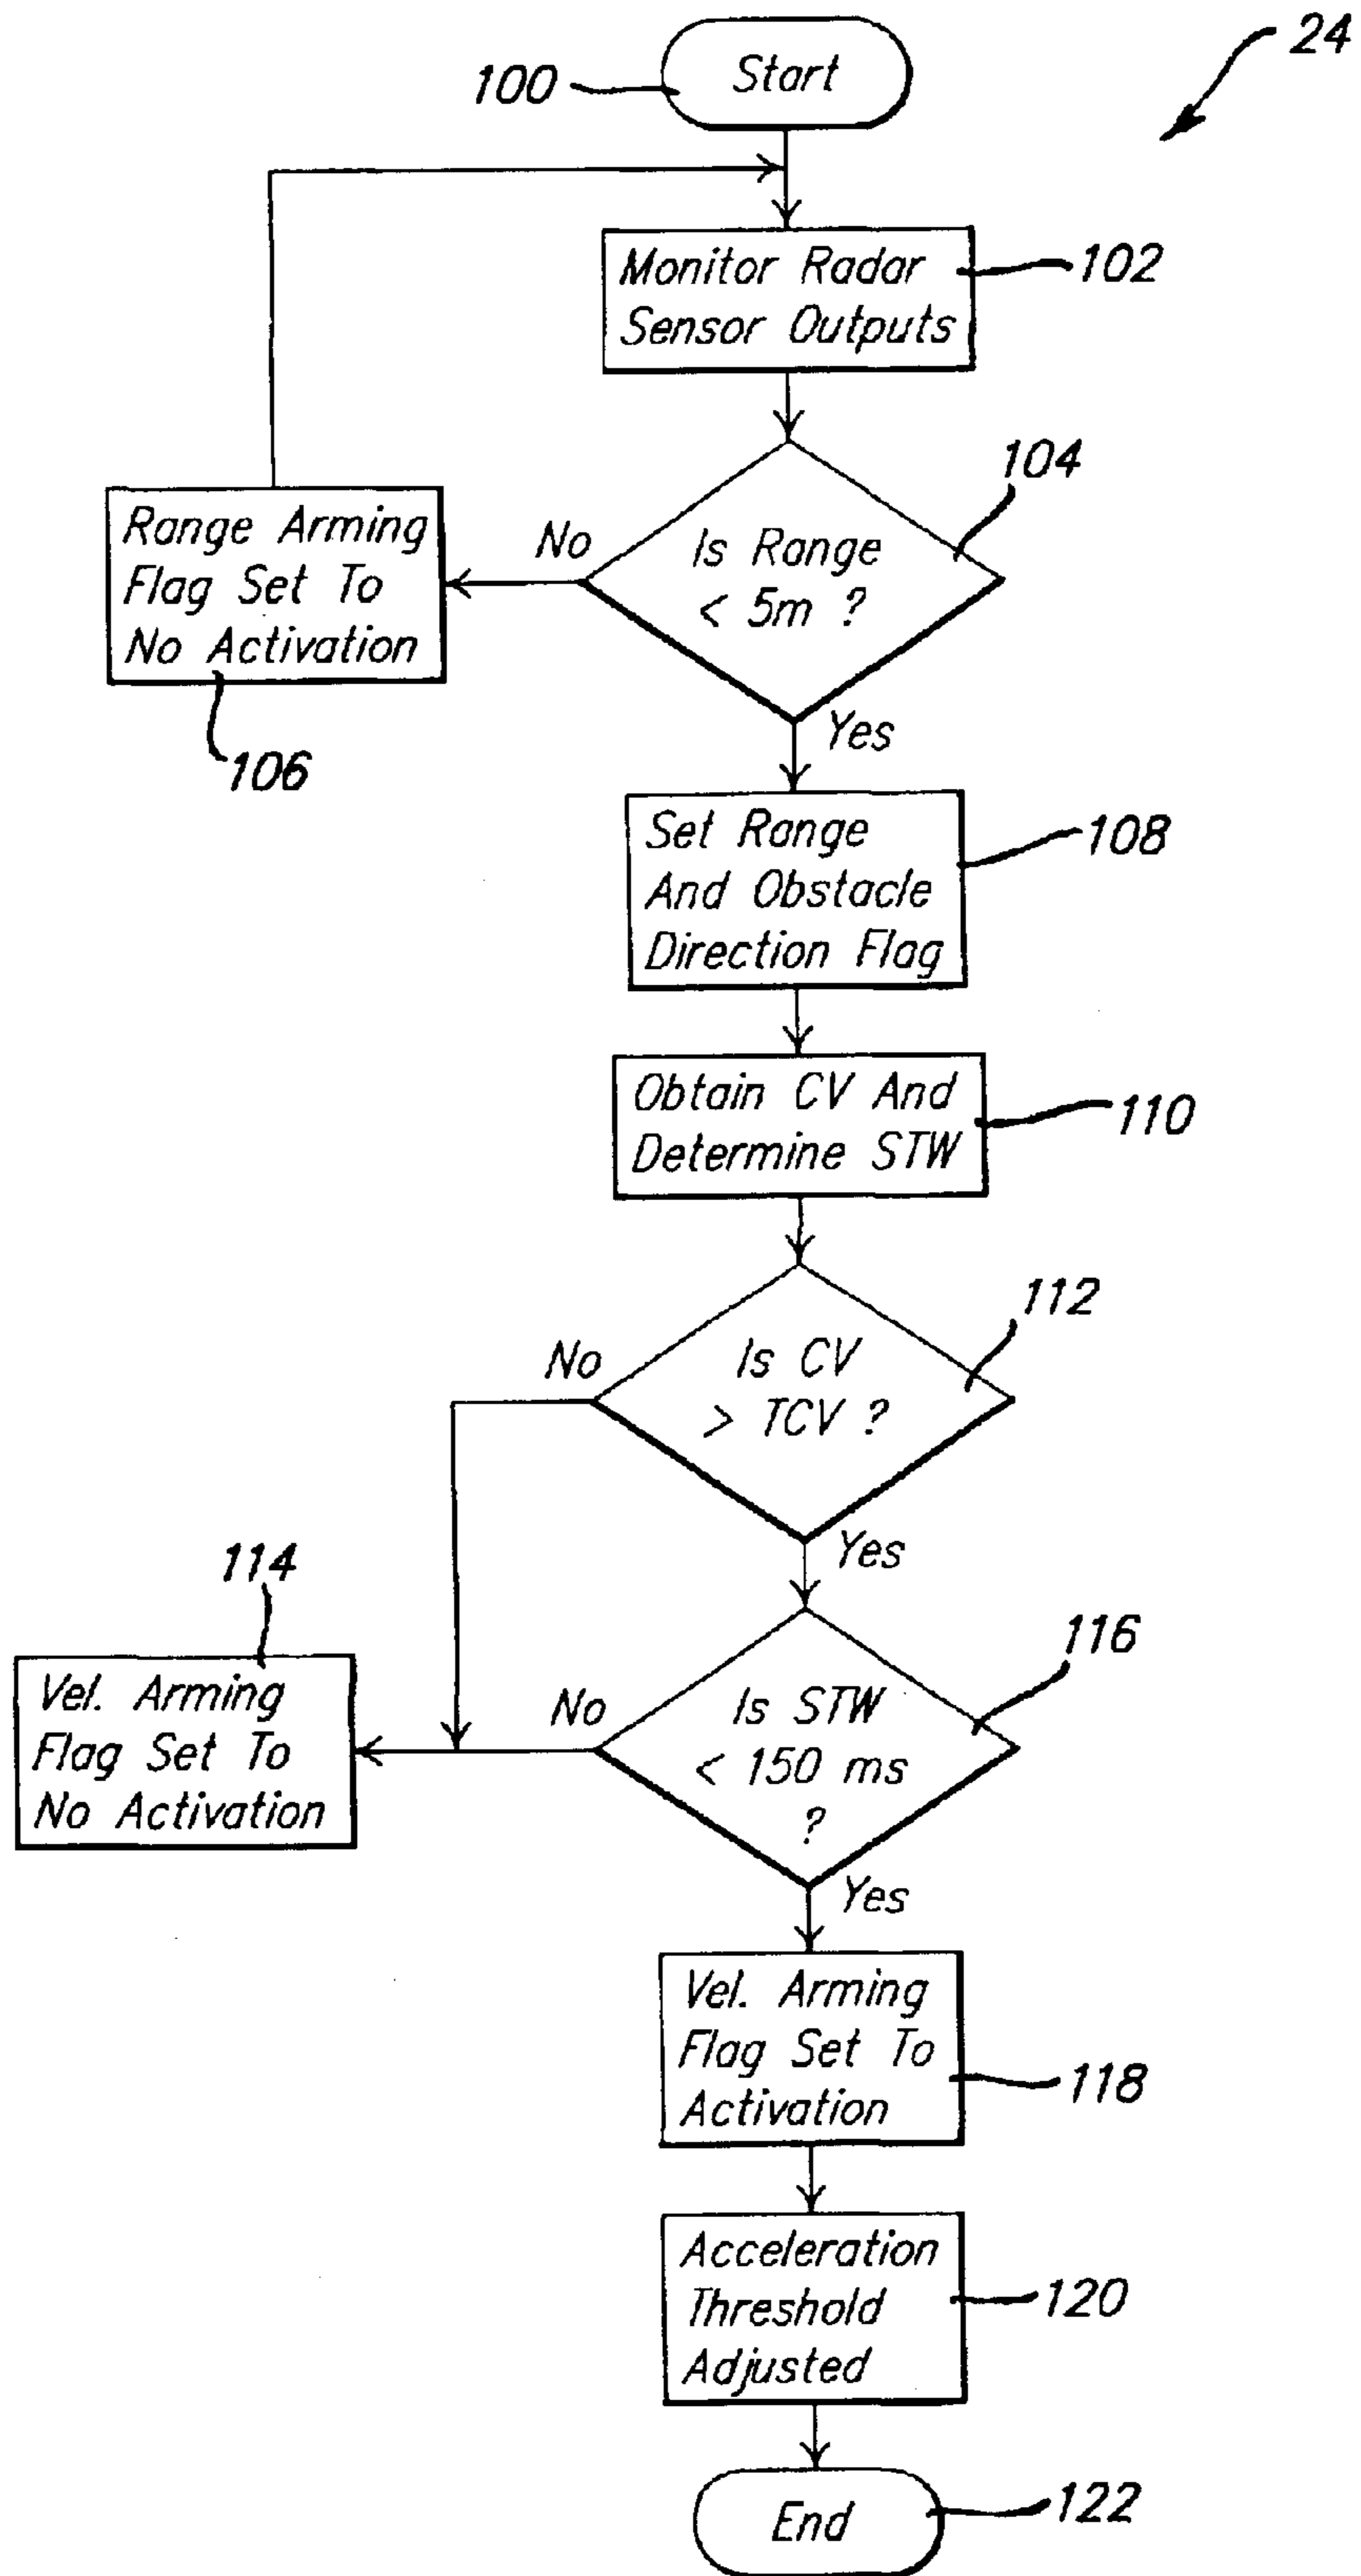 24
100
Start
Monitor Radar
Sensor Outputs
102
104
Is Range
< 5m ?
No
Range Arming
Flag Set To
No Activation
106
Yes
Set Range
And Obstacle
Direction Flag
108
Obtain CV And
Determine STW
110
112
Is CV
> TCV ?
No
Yes
114
Vel. Arming
Flag Set To
No Activation
116
No
Is STW
< 150 ms
?
Yes
Vel. Arming
Flag Set To
Activation
118
Acceleration
Threshold
Adjusted
120
End
122